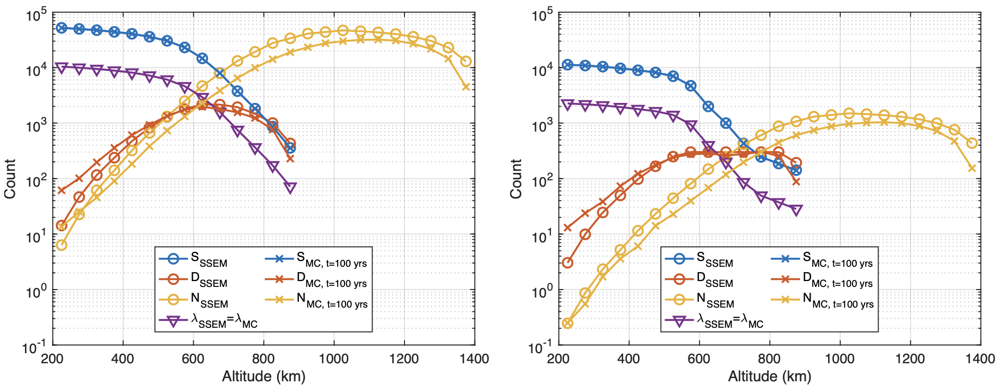 10^5
10^4
10^3
10^2
10^1
10^0
10^-1
Count
200 400 600 800 1000 1200 1400
Altitude (km)
S_SSEM S_MC, t=100 yrs
D_SSEM D_MC, t=100 yrs
N_SSEM N_MC, t=100 yrs
λ_SSEM=λ_MC
10^5
10^4
10^3
10^2
10^1
10^0
10^-1
Count
200 400 600 800 1000 1200 1400
Altitude (km)
S_SSEM S_MC, t=100 yrs
D_SSEM D_MC, t=100 yrs
N_SSEM N_MC, t=100 yrs
λ_SSEM=λ_MC